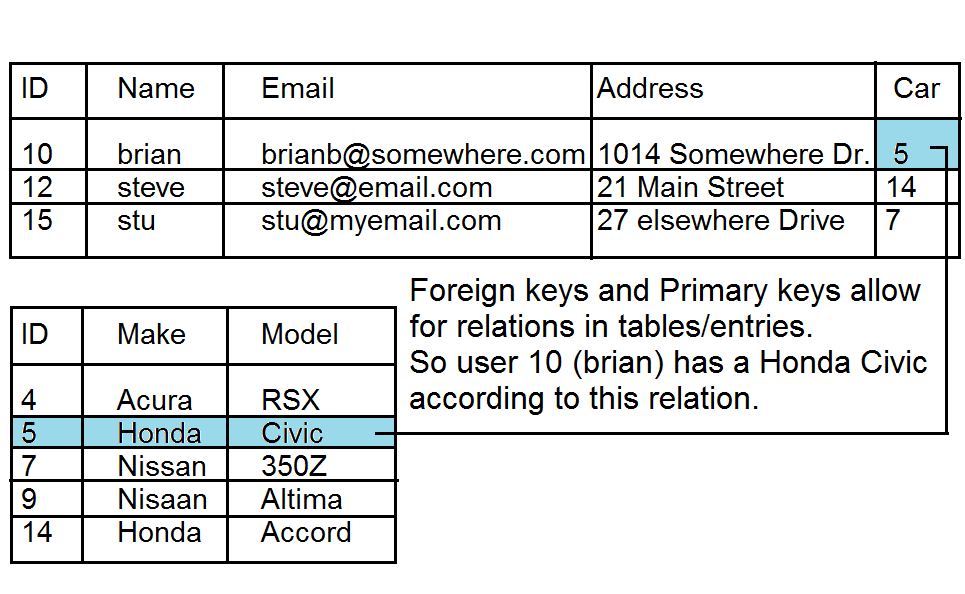 ID Name Email Address Car
10 brian brianb@somewhere.com 1014 Somewhere Dr. 5
12 steve steve@email.com 21 Main Street 14
15 stu stu@myemail.com 27 elsewhere Drive 7
Foreign keys and Primary keys allow
for relations in tables/entries.
So user 10 (brian) has a Honda Civic
according to this relation.
ID Make Model
4 Acura RSX
5 Honda Civic
7 Nissan 350Z
9 Nisaan Altima
14 Honda Accord